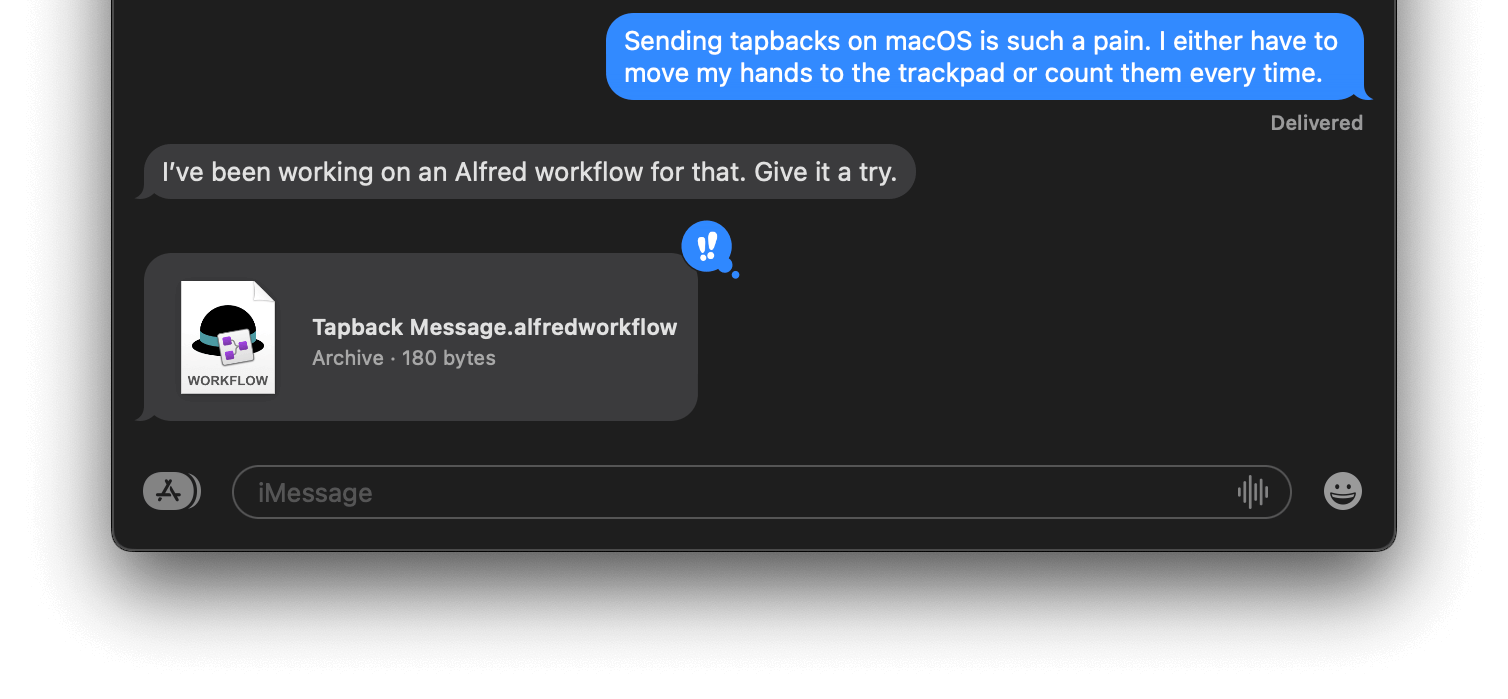 Sending tapbacks on macOS is such a pain. I either have to
move my hands to the trackpad or count them every time.
Delivered
I’ve been working on an Alfred workflow for that. Give it a try.
!!
Tapback Message.alfredworkflow
Archive · 180 bytes
WORKFLOW
iMessage